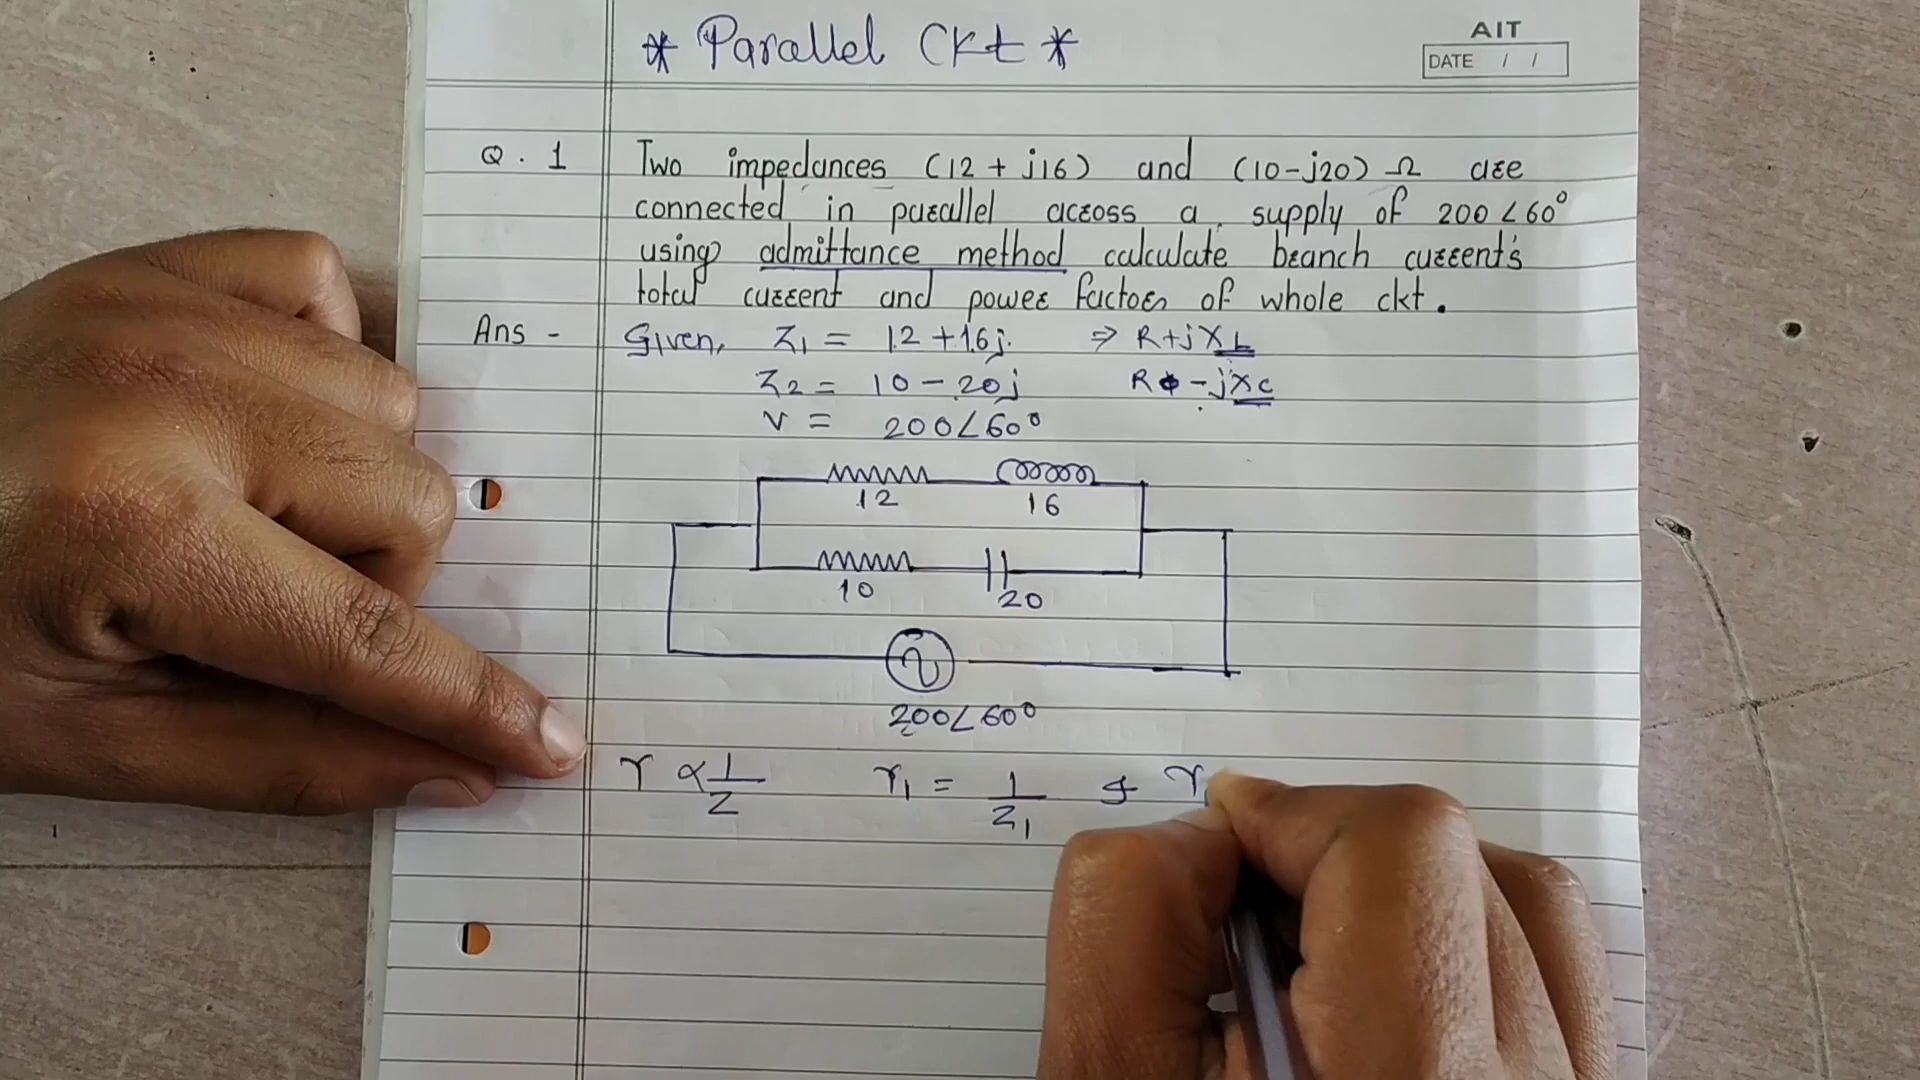 * Parallel Ckt *
AIT
DATE / /
Q. 1 Two impedances (12 + j16) and (10-j20) Ω are
connected in parallel across a supply of 200∠60°
using admittance method calculate branch current's
total current and power factor of whole ckt.
Ans - Given, Z₁ = 12 + 16j. ⇒ R+jXL
Z₂ = 10 - 20j R - jXc
V = 200∠60°
12 16
10 20
200∠60°
Y ∝ 1/Z Y₁ = 1/Z₁ & Y